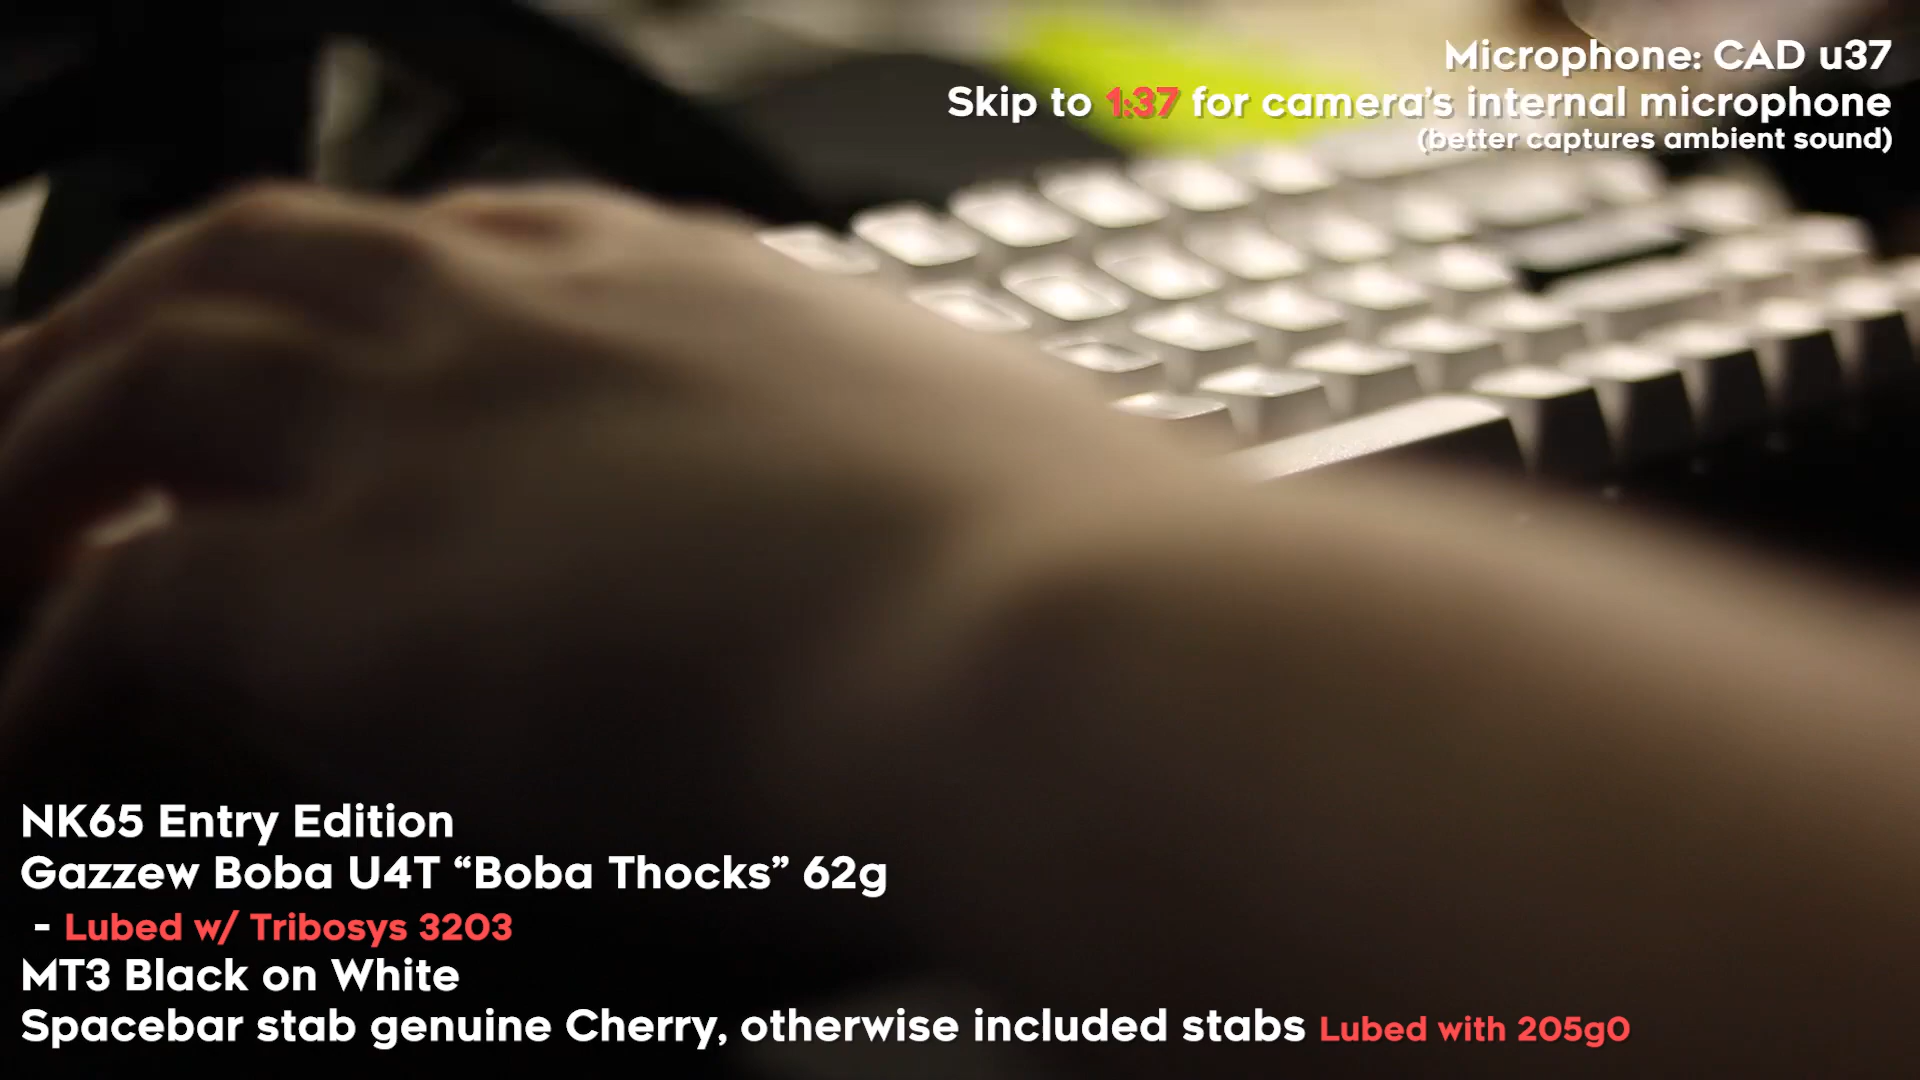 Microphone: CAD u37
Skip to 1:37 for camera's internal microphone
(better captures ambient sound)
NK65 Entry Edition
Gazzew Boba U4T “Boba Thocks” 62g
- Lubed w/ Tribosys 3203
MT3 Black on White
Spacebar stab genuine Cherry, otherwise included stabs Lubed with 205g0